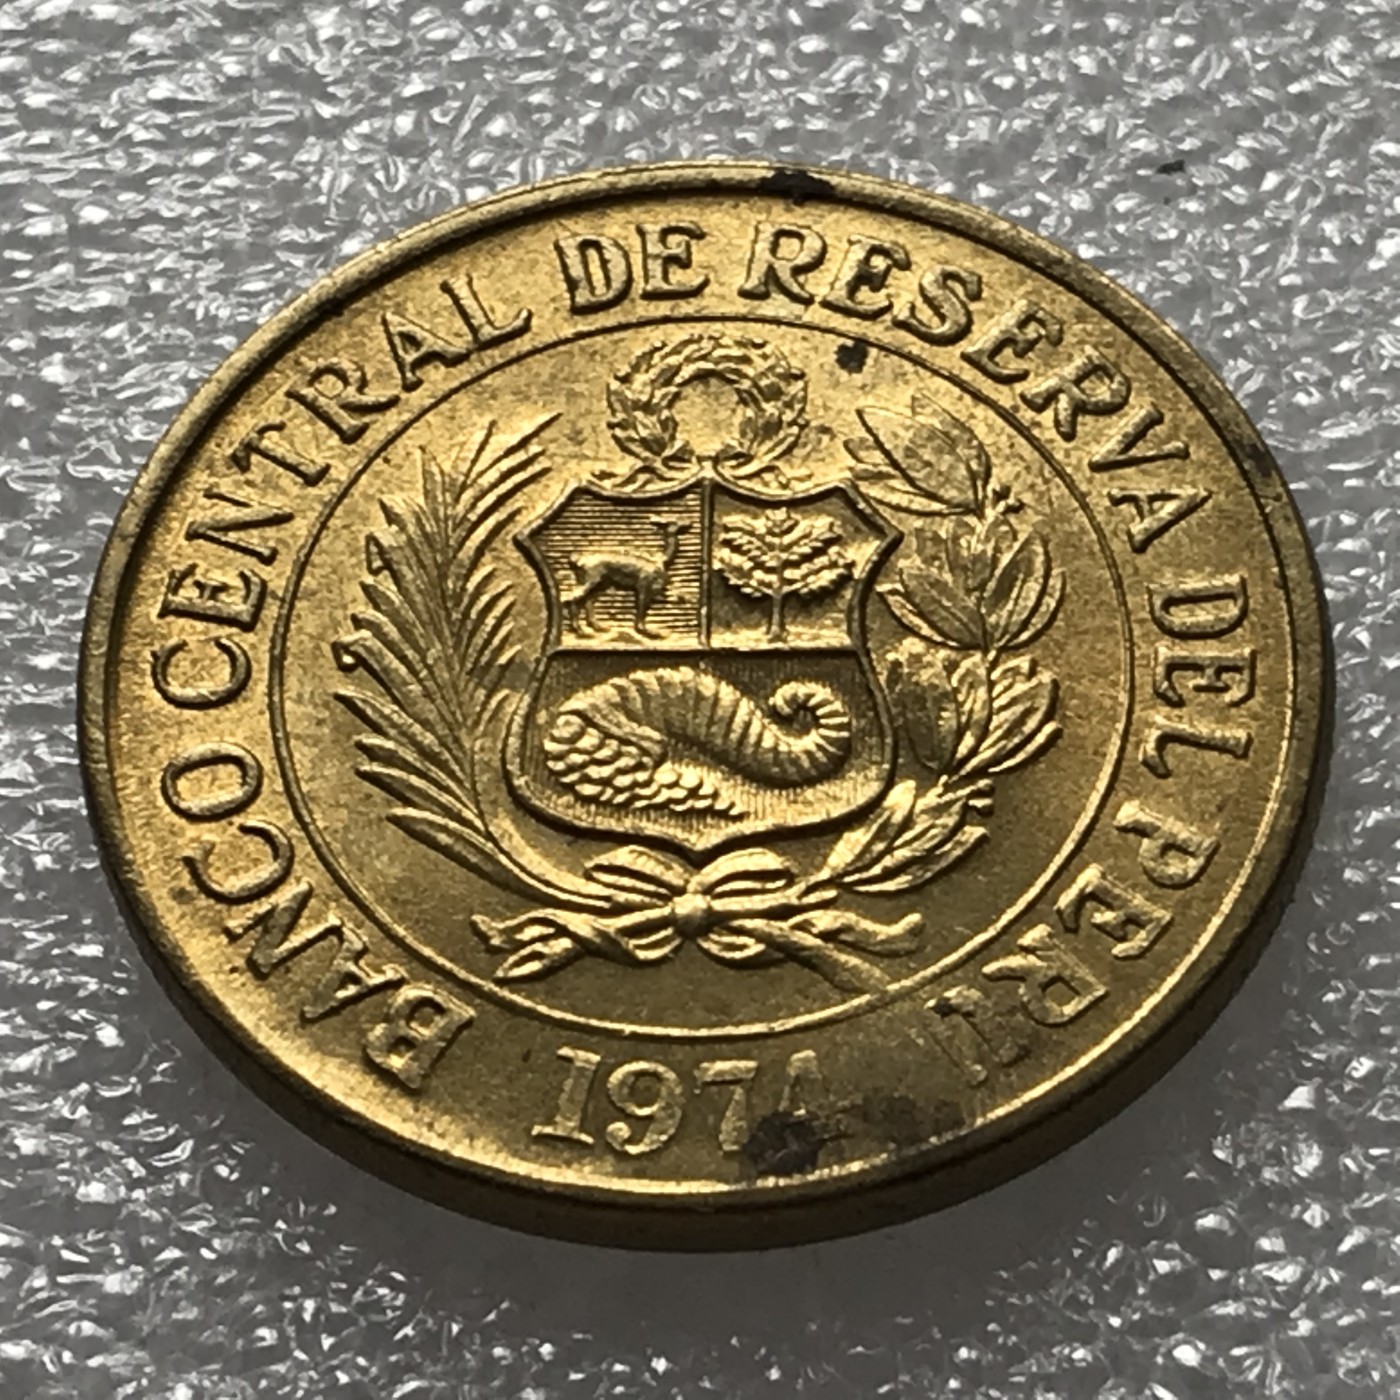 BANCO CENTRAL DE RESERVA DEL PERU
1974